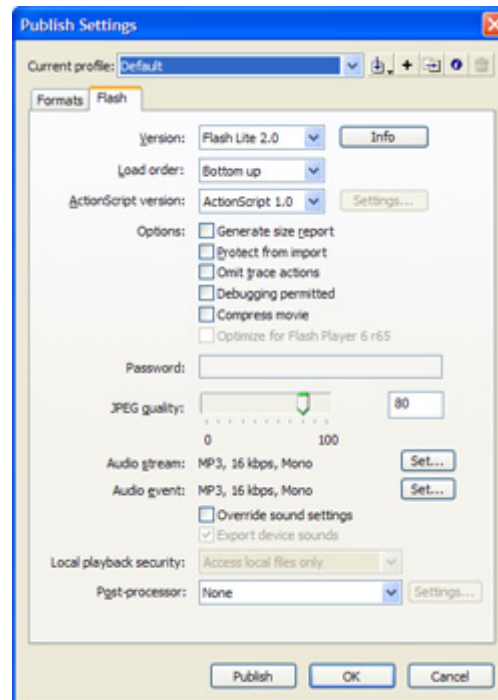 Publish Settings
Current profile: Default
Formats Flash
Version: Flash Lite 2.0 Info
Load order: Bottom up
ActionScript version: ActionScript 1.0 Settings...
Options: Generate size report
Protect from import
Omit trace actions
Debugging permitted
Compress movie
Optimize for Flash Player 6 r65
Password:
JPEG quality: 80
0 100
Audio stream: MP3, 16 kbps, Mono Set...
Audio event: MP3, 16 kbps, Mono Set...
Override sound settings
Export device sounds
Local playback security: Access local files only
Post-processor: None Settings...
Publish OK Cancel